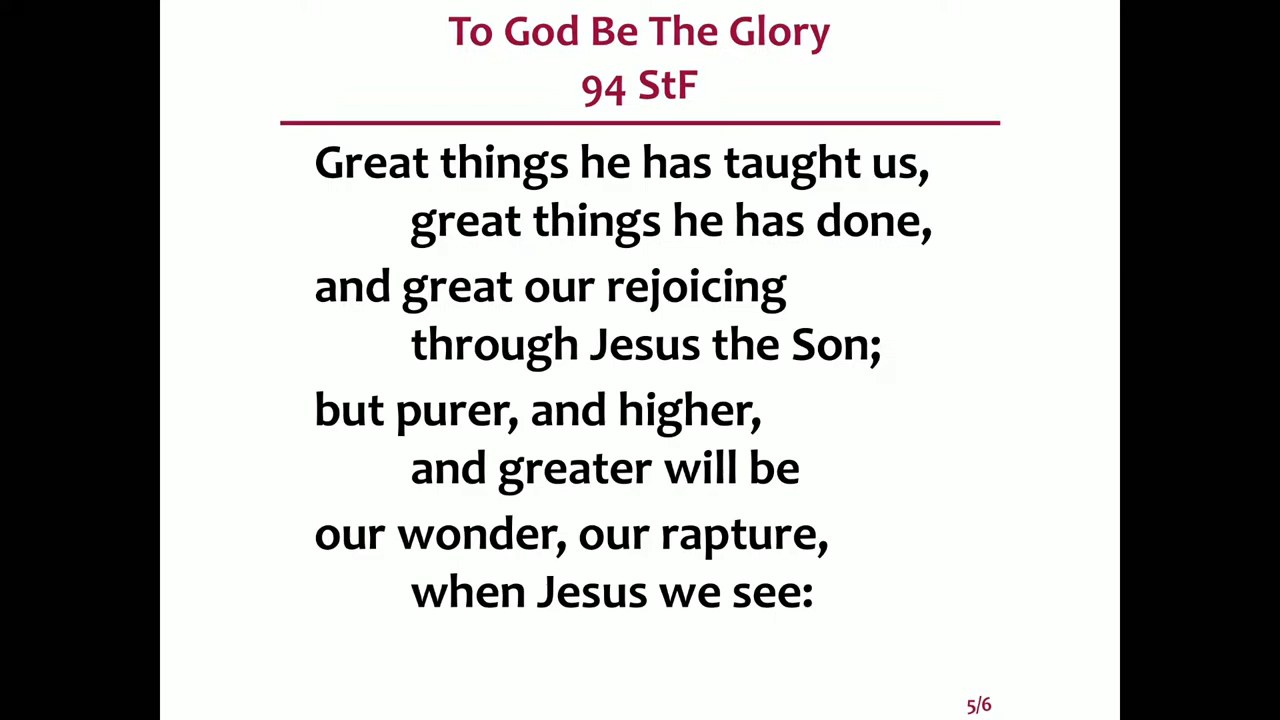 To God Be The Glory
94 StF
Great things he has taught us,
great things he has done,
and great our rejoicing
through Jesus the Son;
but purer, and higher,
and greater will be
our wonder, our rapture,
when Jesus we see:
5/6